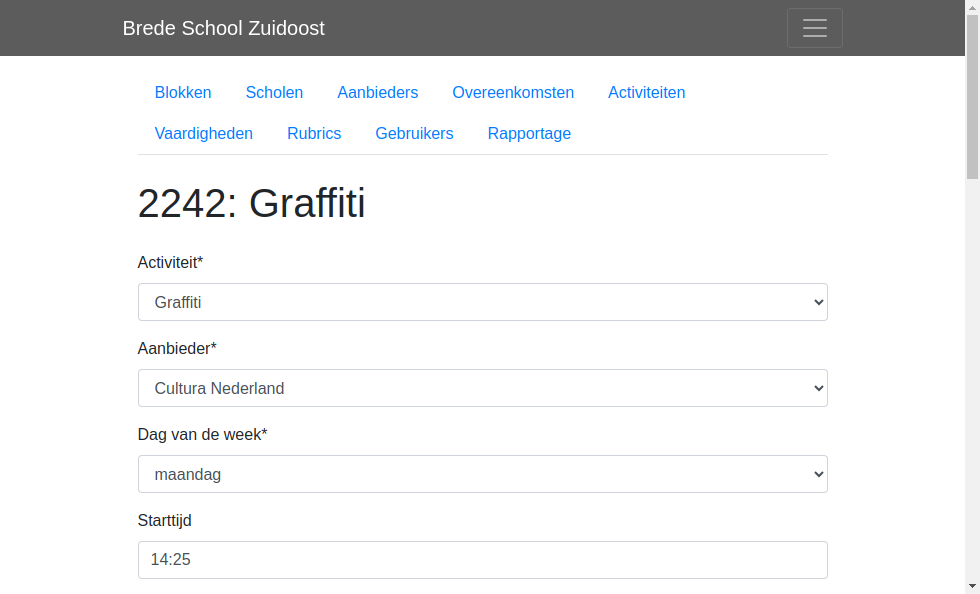 Brede School Zuidoost
Blokken Scholen Aanbieders Overeenkomsten Activiteiten
Vaardigheden Rubrics Gebruikers Rapportage
2242: Graffiti
Activiteit*
Graffiti
Aanbieder*
Cultura Nederland
Dag van de week*
maandag
Starttijd
14:25